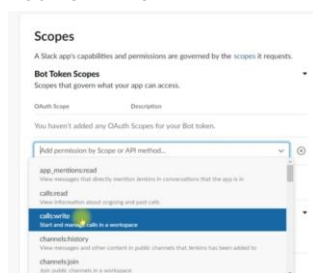 Scopes
A Slack app's capabilities and permissions are governed by the scopes it requests.
Bot Token Scopes
Scopes that govern what your app can access.
OAuth Scope Description
You haven't added any OAuth Scopes for your Bot token.
Add permission by Scope or API method...
app_mentions:read
View messages that directly mention Jenkins in conversations that the app is in
calls:read
View information about ongoing and past calls
calls:write
Start and manage calls in a workspace
channels:history
View messages and other content in public channels that Jenkins has been added to
channels:join
Join public channels in a workspace